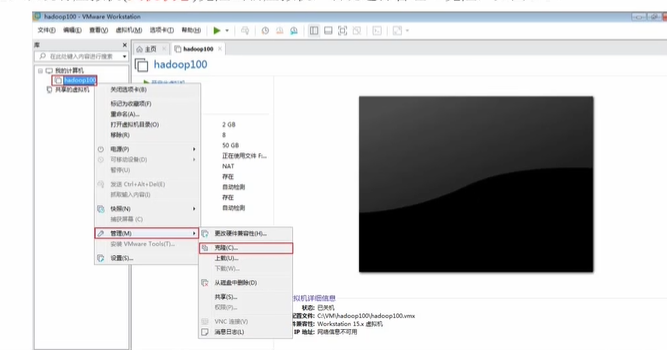 hadoop100 - VMware Workstation
文件(F) 编辑(E) 查看(V) 虚拟机(M) 选项卡(T) 帮助(H)
库
在此处键入内容进行搜索
我的计算机
hadoop100
共享的虚拟机
主页
hadoop100
hadoop100
关闭选项卡(B)
标记为收藏项(F)
重命名(A)...
打开虚拟机目录(O)
移除(R)
电源(P)
可移动设备(D)
暂停(U)
发送 Ctrl+Alt+Del(E)
抓取输入内容(I)
快照(N)
捕获屏幕(C)
管理(M)
安装 VMware Tools(T)...
设置(S)...
2 GB
8
50 GB
正在使用文件 F...
NAT
存在
自动检测
存在
自动检测
更改硬件兼容性(H)...
克隆(C)...
上载(U)...
下载(W)...
从磁盘中删除(D)
共享(S)...
权限(P)...
VNC 连接(V)
消息日志(L)
拟机详细信息
状态: 已关机
配置文件: C:\VM\hadoop100\hadoop100.vmx
件兼容性: Workstation 15.x 虚拟机
IP 地址: 网络信息不可用